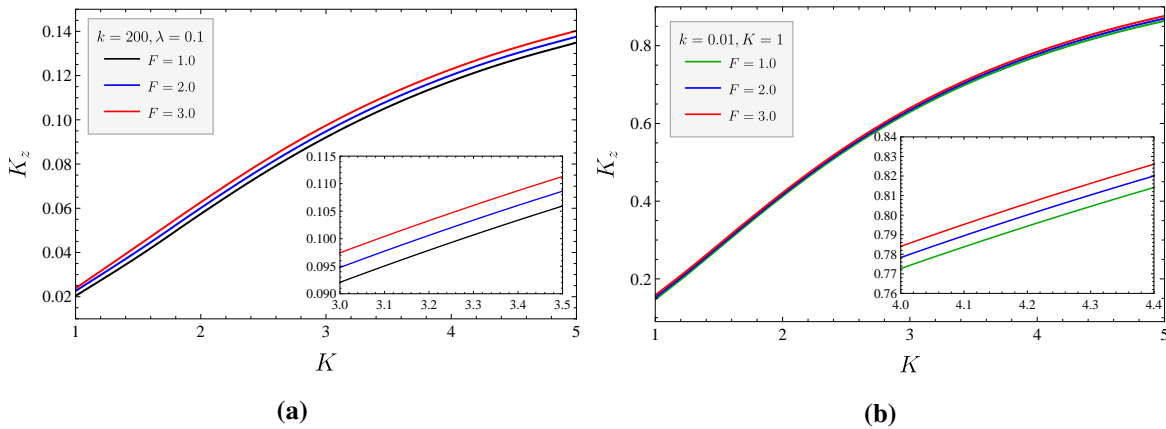 k = 200, λ = 0.1
F = 1.0
F = 2.0
F = 3.0
K_z
0.14
0.12
0.10
0.08
0.06
0.04
0.02
1 2 3 4 5
K
0.115
0.110
0.105
0.100
0.095
0.090
3.0 3.1 3.2 3.3 3.4 3.5
(a)
k = 0.01, K = 1
F = 1.0
F = 2.0
F = 3.0
K_z
0.8
0.6
0.4
0.2
1 2 3 4 5
K
0.84
0.83
0.82
0.81
0.80
0.79
0.78
0.77
0.76
4.0 4.1 4.2 4.3 4.4
(b)